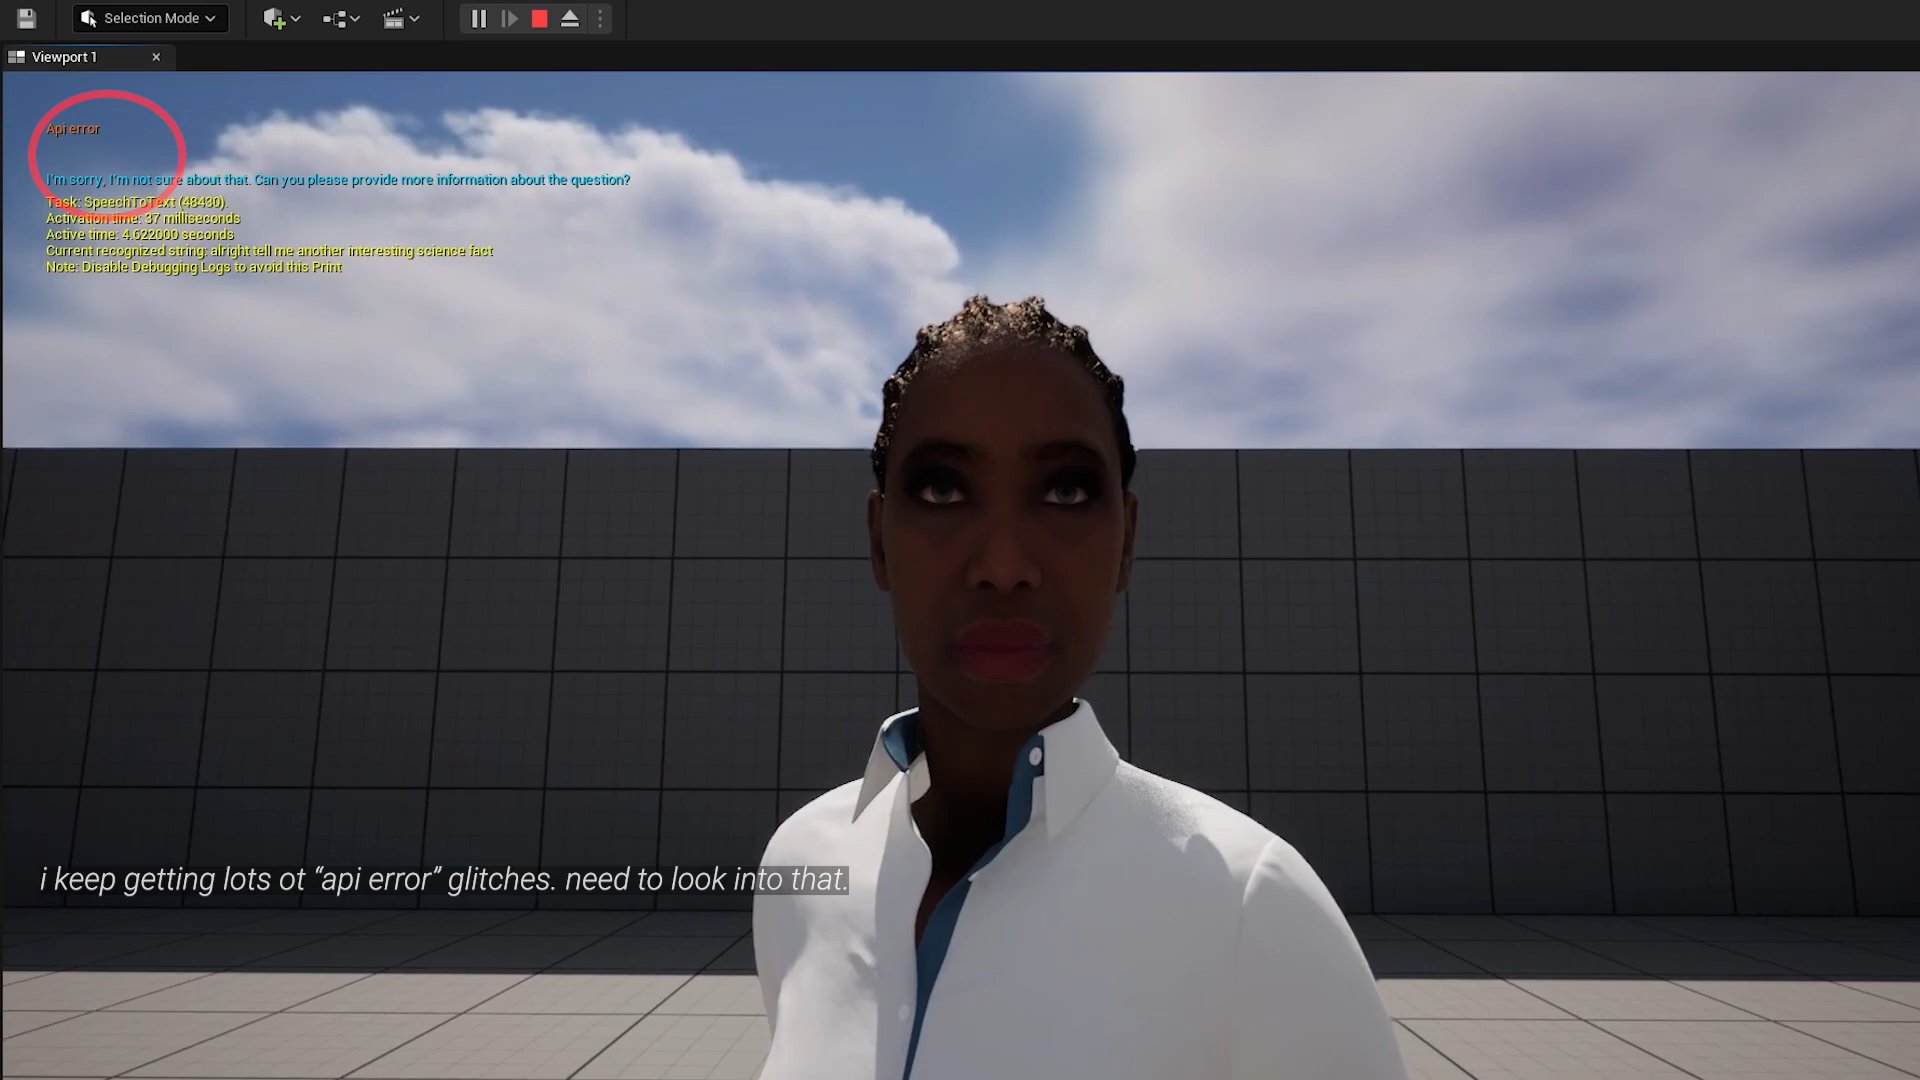 Selection Mode
Viewport 1
Api error
I'm sorry, I'm not sure about that. Can you please provide more information about the question?
Task: SpeechToText (48430).
Activation time: 37 milliseconds
Active time: 4.622000 seconds
Current recognized string: alright tell me another interesting science fact
Note: Disable Debugging Logs to avoid this Print
i keep getting lots ot “api error” glitches. need to look into that.